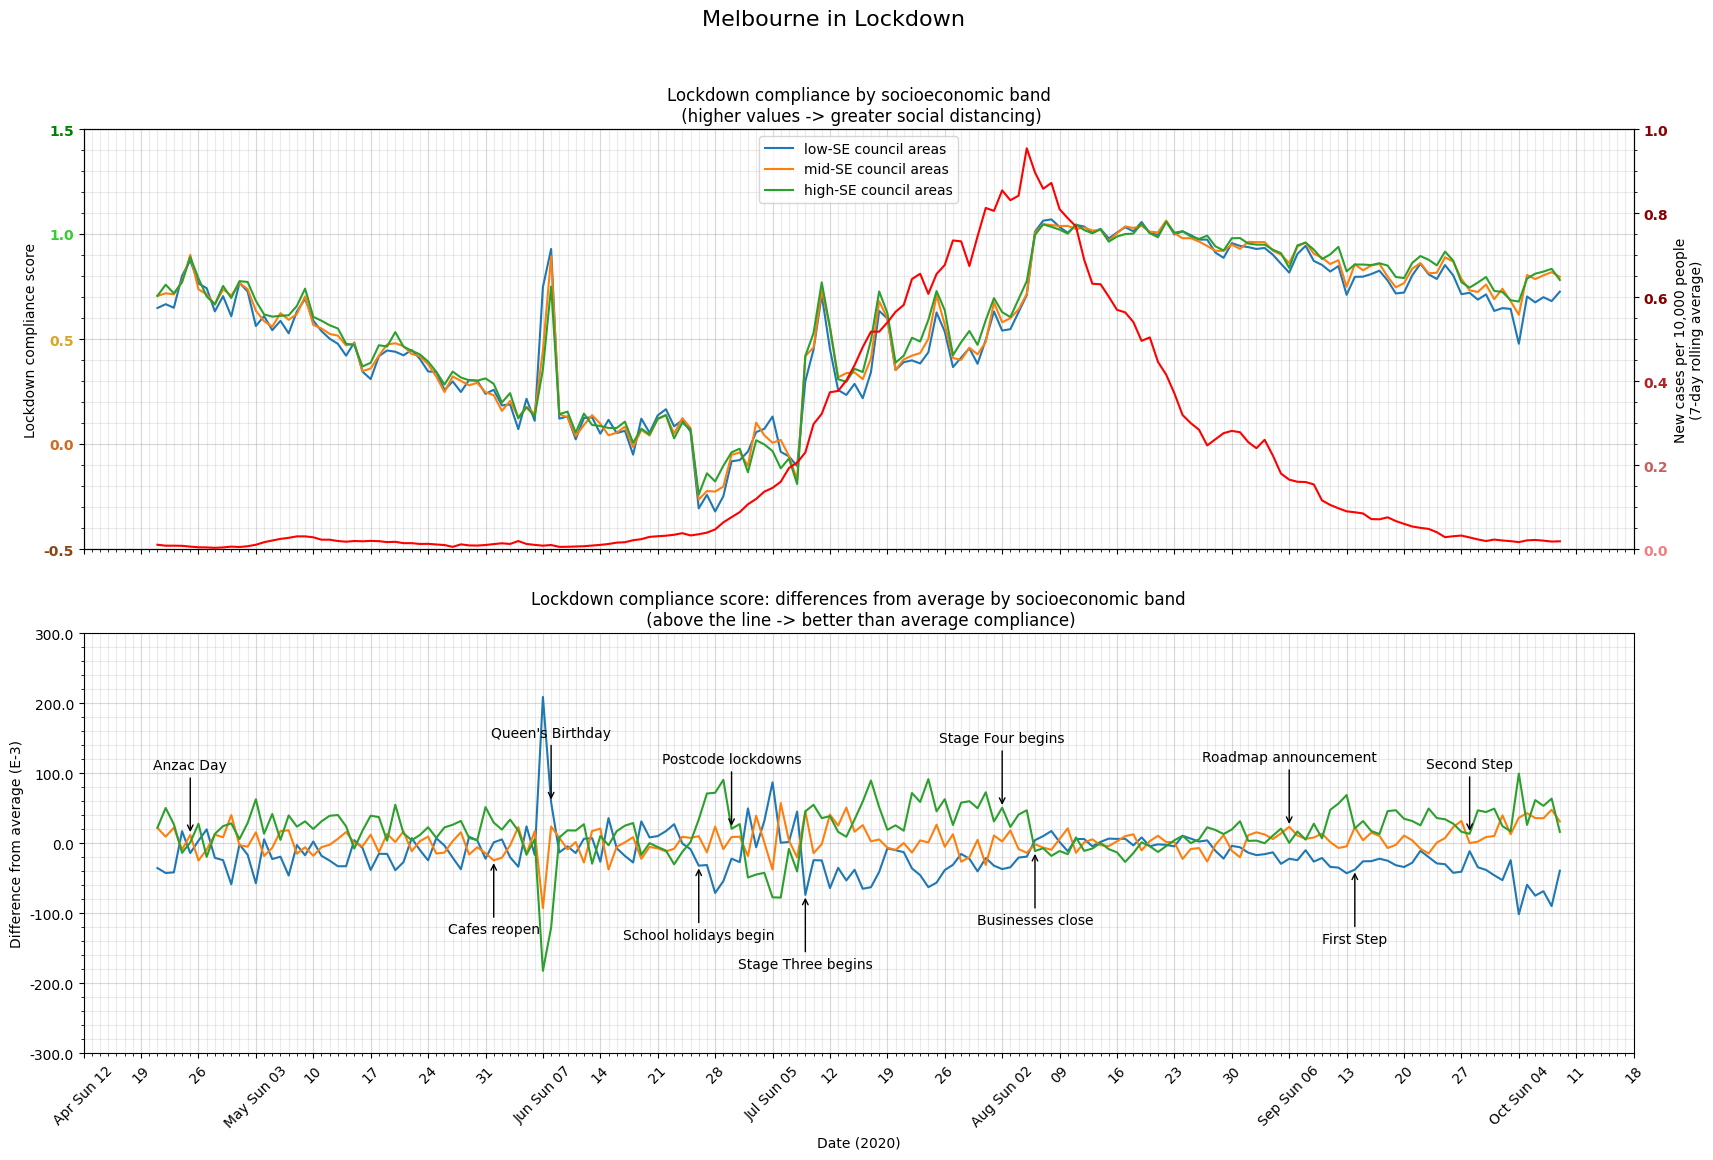 Melbourne in Lockdown
Lockdown compliance by socioeconomic band
(higher values -> greater social distancing)
1.5
1.0
0.5
0.0
-0.5
Lockdown compliance score
low-SE council areas
mid-SE council areas
high-SE council areas
1.0
0.8
0.6
0.4
0.2
0.0
New cases per 10,000 people
(7-day rolling average)
Lockdown compliance score: differences from average by socioeconomic band
(above the line -> better than average compliance)
300.0
200.0
100.0
0.0
-100.0
-200.0
-300.0
Difference from average (E-3)
Anzac Day
Queen's Birthday
Postcode lockdowns
Stage Four begins
Roadmap announcement
Second Step
Cafes reopen
School holidays begin
Stage Three begins
Businesses close
First Step
Apr Sun 12
19
26
May Sun 03
10
17
24
31
Jun Sun 07
14
21
28
Jul Sun 05
12
19
26
Aug Sun 02
09
16
23
30
Sep Sun 06
13
20
27
Oct Sun 04
11
18
Date (2020)